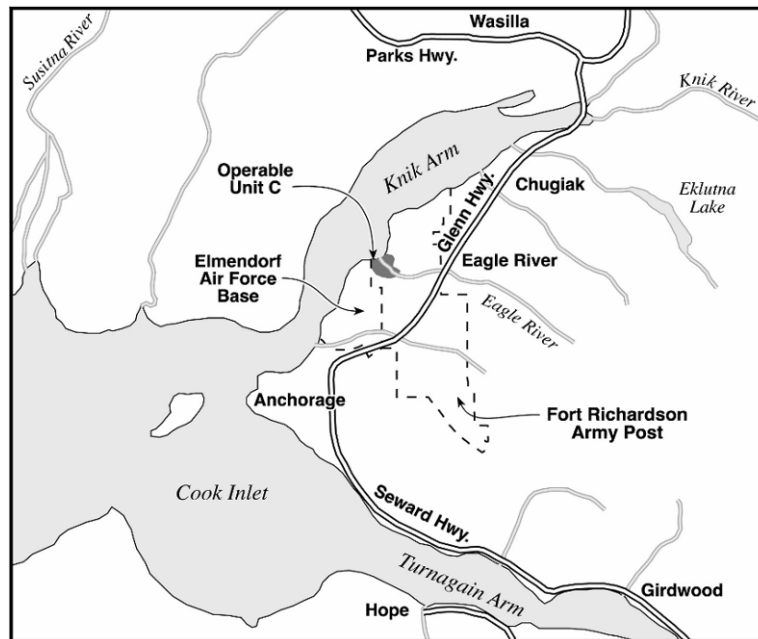 Wasilla
Susitna River
Parks Hwy.
Knik River
Operable
Unit C
Knik Arm
Glenn Hwy.
Chugiak
Eklutna
Lake
Elmendorf
Air Force
Base
Eagle River
Eagle River
Anchorage
Fort Richardson
Army Post
Cook Inlet
Seward Hwy.
Turnagain Arm
Girdwood
Hope